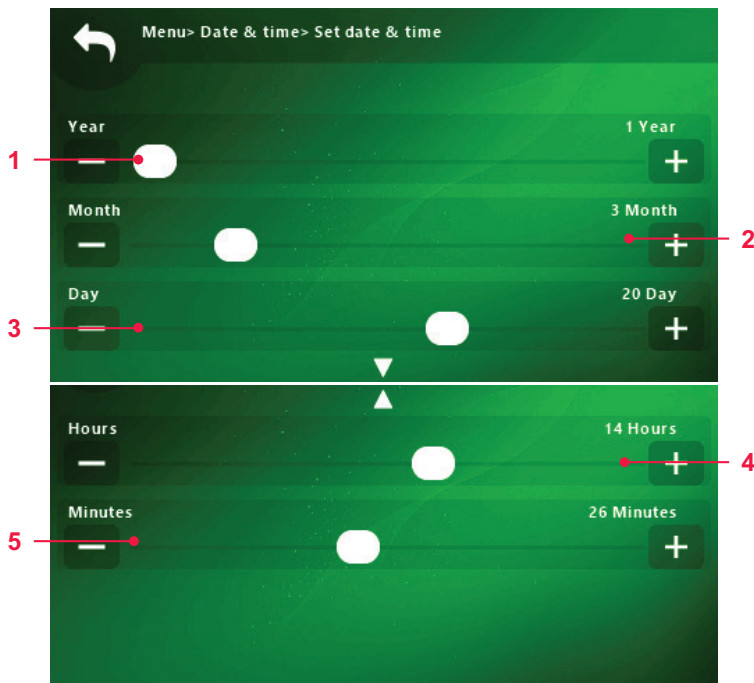 Menu> Date & time> Set date & time
Year 1 Year
1
Month 3 Month
2
Day 20 Day
3
Hours 14 Hours
4
Minutes 26 Minutes
5